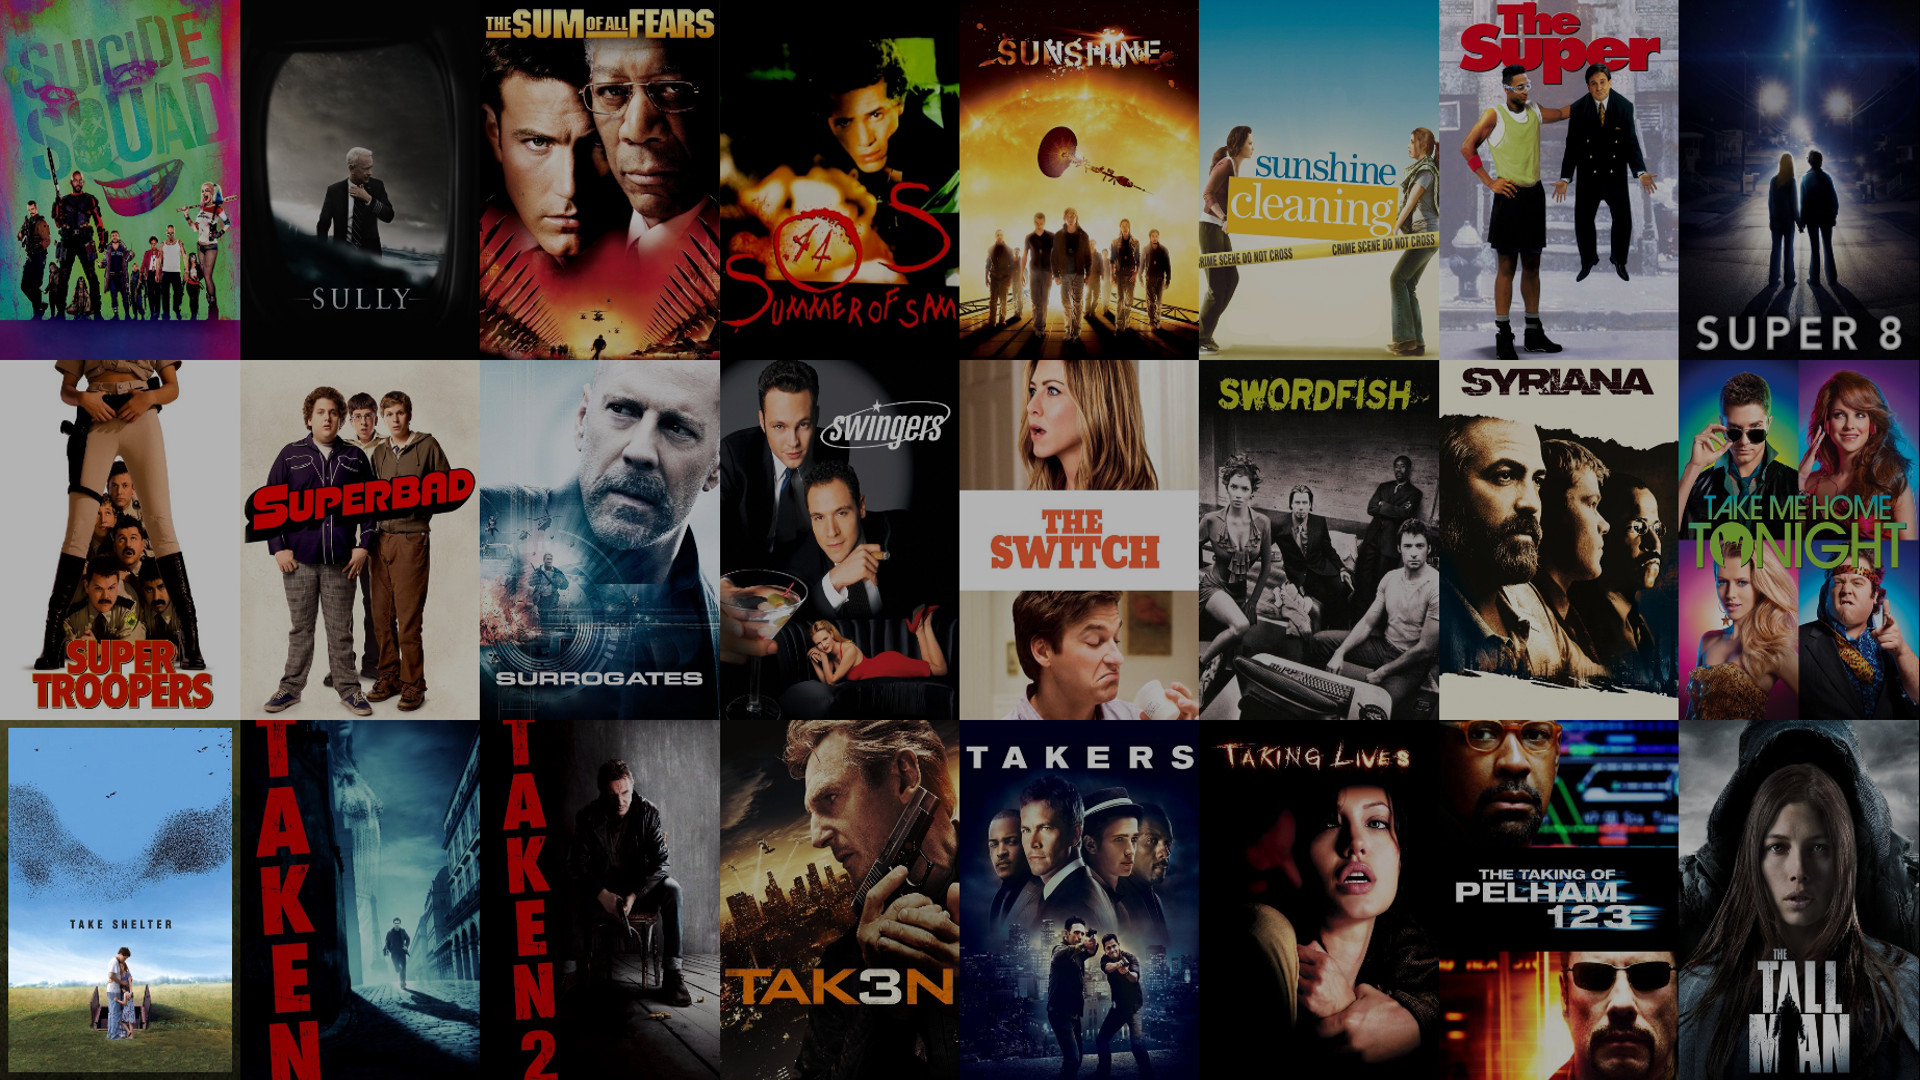 SUICIDE
SQUAD
SULLY
THE SUM OF ALL FEARS
44
S
SUMMER OF SAM
SUNSHINE
sunshine
cleaning
CRIME SCENE DO NOT CROSS
CRIME SCENE DO NOT CROSS
The
Super
SUPER 8
SUPER
TROOPERS
SUPERBAD
SURROGATES
swingers
THE
SWITCH
SWORDFISH
SYRIANA
TAKE ME HOME
TONIGHT
TAKE SHELTER
TAKEN
TAKEN 2
TAK3N
TAKERS
TAKING LIVES
THE TAKING OF
PELHAM
123
THE
TALL
MAN